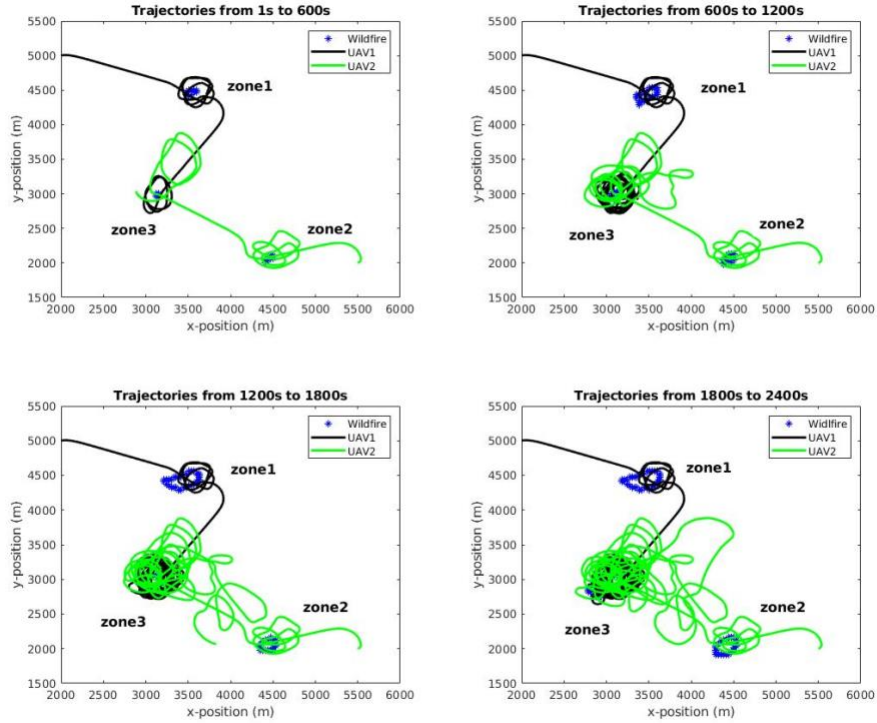 Trajectories from 1s to 600s
5500
5000
4500
4000
3500
3000
2500
2000
1500
y-position (m)
Wildfire
UAV1
UAV2
zone1
zone2
zone3
2000 2500 3000 3500 4000 4500 5000 5500 6000
x-position (m)
Trajectories from 600s to 1200s
5500
5000
4500
4000
3500
3000
2500
2000
1500
y-position (m)
Wildfire
UAV1
UAV2
zone1
zone2
zone3
2000 2500 3000 3500 4000 4500 5000 5500 6000
x-position (m)
Trajectories from 1200s to 1800s
5500
5000
4500
4000
3500
3000
2500
2000
1500
y-position (m)
Wildfire
UAV1
UAV2
zone1
zone2
zone3
2000 2500 3000 3500 4000 4500 5000 5500 6000
x-position (m)
Trajectories from 1800s to 2400s
5500
5000
4500
4000
3500
3000
2500
2000
1500
y-position (m)
Widlfire
UAV1
UAV2
zone1
zone2
zone3
2000 2500 3000 3500 4000 4500 5000 5500 6000
x-position (m)